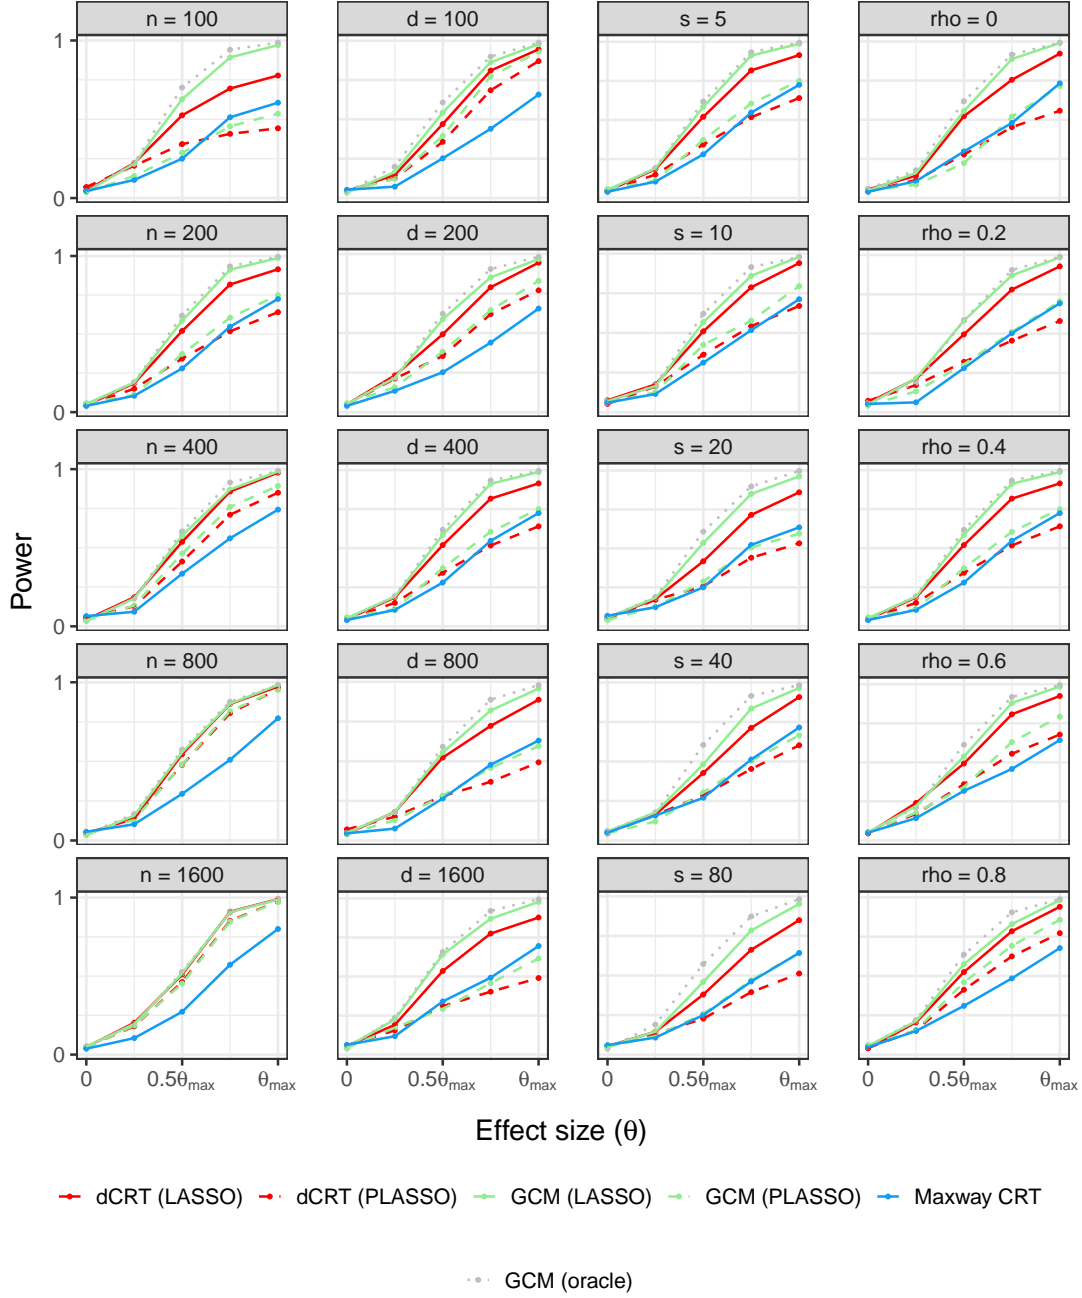 n = 100
d = 100
s = 5
rho = 0
1
0
n = 200
d = 200
s = 10
rho = 0.2
1
0
n = 400
d = 400
s = 20
rho = 0.4
1
0
n = 800
d = 800
s = 40
rho = 0.6
1
0
n = 1600
d = 1600
s = 80
rho = 0.8
1
0
Power
0 0.5θmax θmax
0 0.5θmax θmax
0 0.5θmax θmax
0 0.5θmax θmax
Effect size (θ)
dCRT (LASSO) dCRT (PLASSO) GCM (LASSO) GCM (PLASSO) Maxway CRT
GCM (oracle)